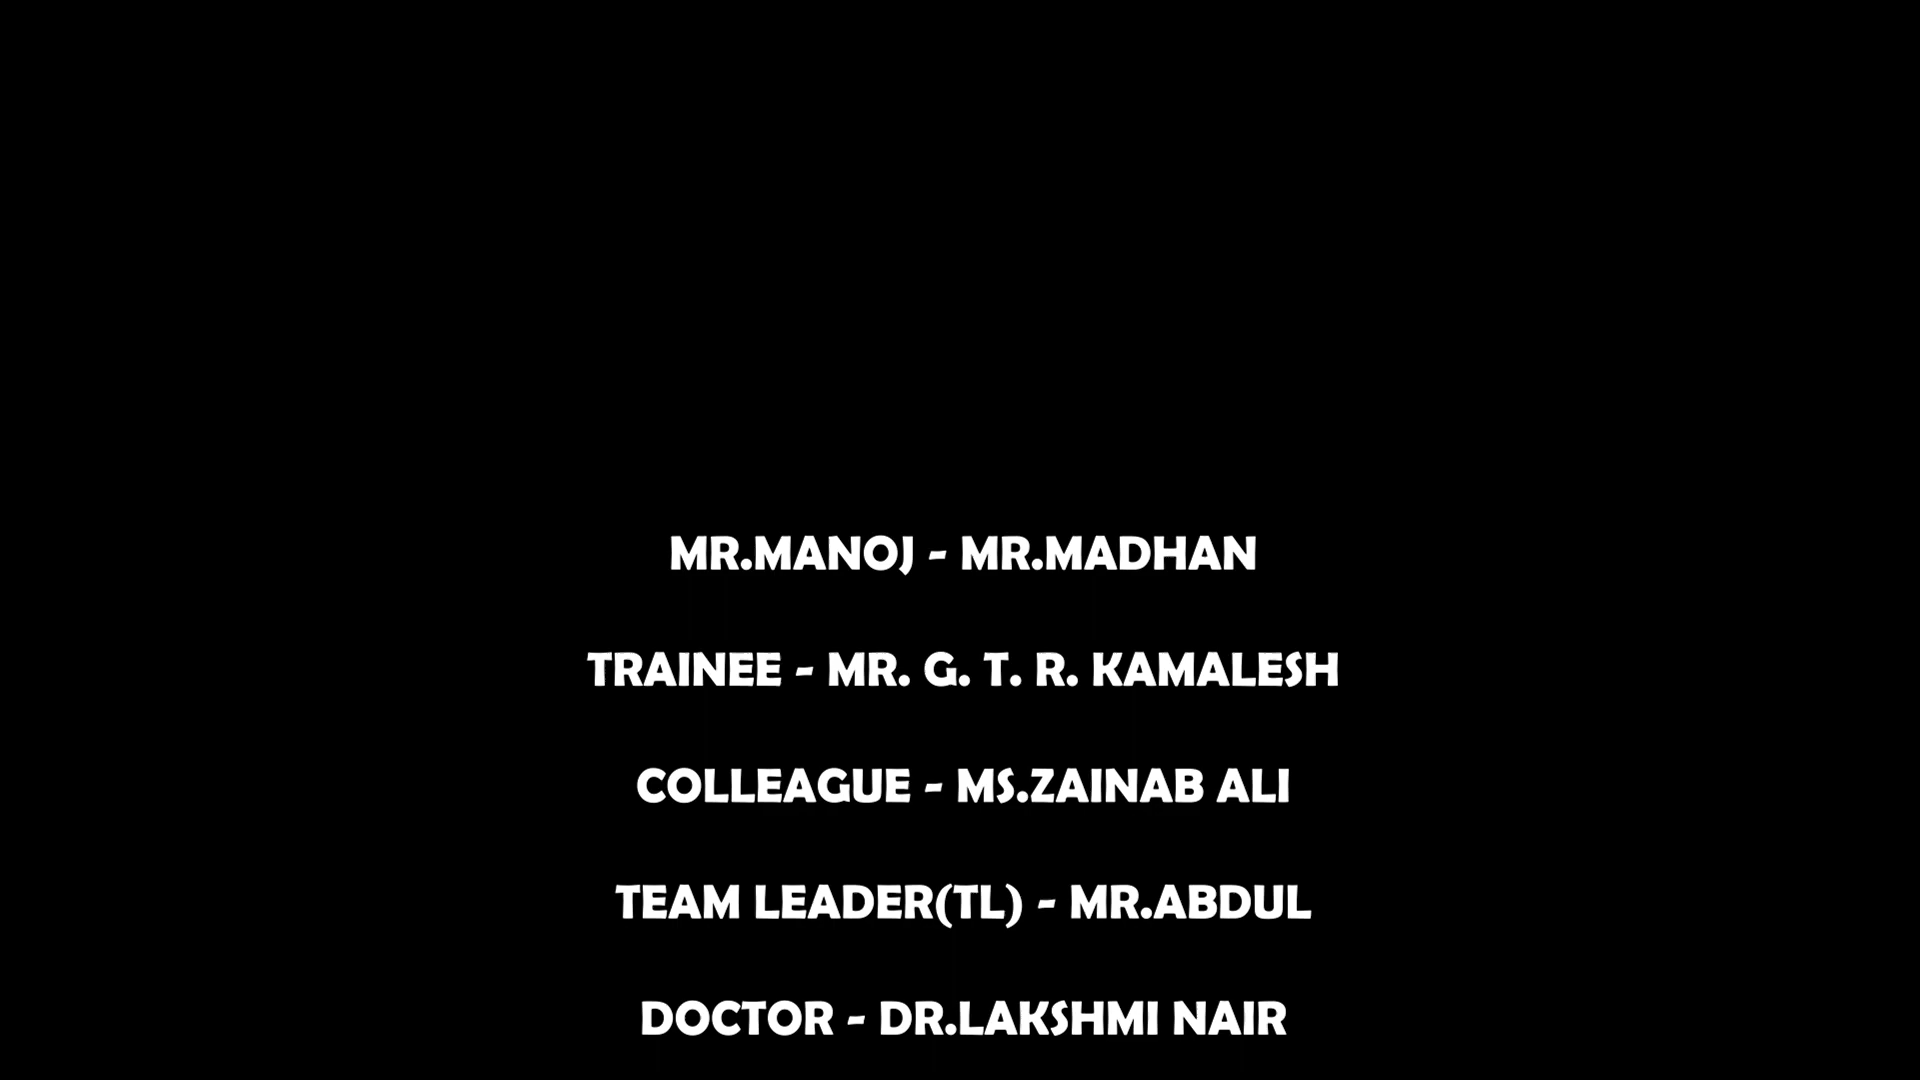 MR.MANOJ - MR.MADHAN
TRAINEE - MR. G. T. R. KAMALESH
COLLEAGUE - MS.ZAINAB ALI
TEAM LEADER(TL) - MR.ABDUL
DOCTOR - DR.LAKSHMI NAIR